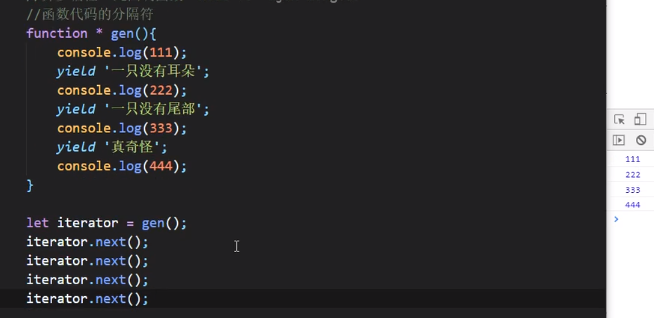 //函数代码的分隔符
function * gen(){
console.log(111);
yield '一只没有耳朵';
console.log(222);
yield '一只没有尾部';
console.log(333);
yield '真奇怪';
console.log(444);
}
let iterator = gen();
iterator.next();
iterator.next();
iterator.next();
iterator.next();
111
222
333
444
>